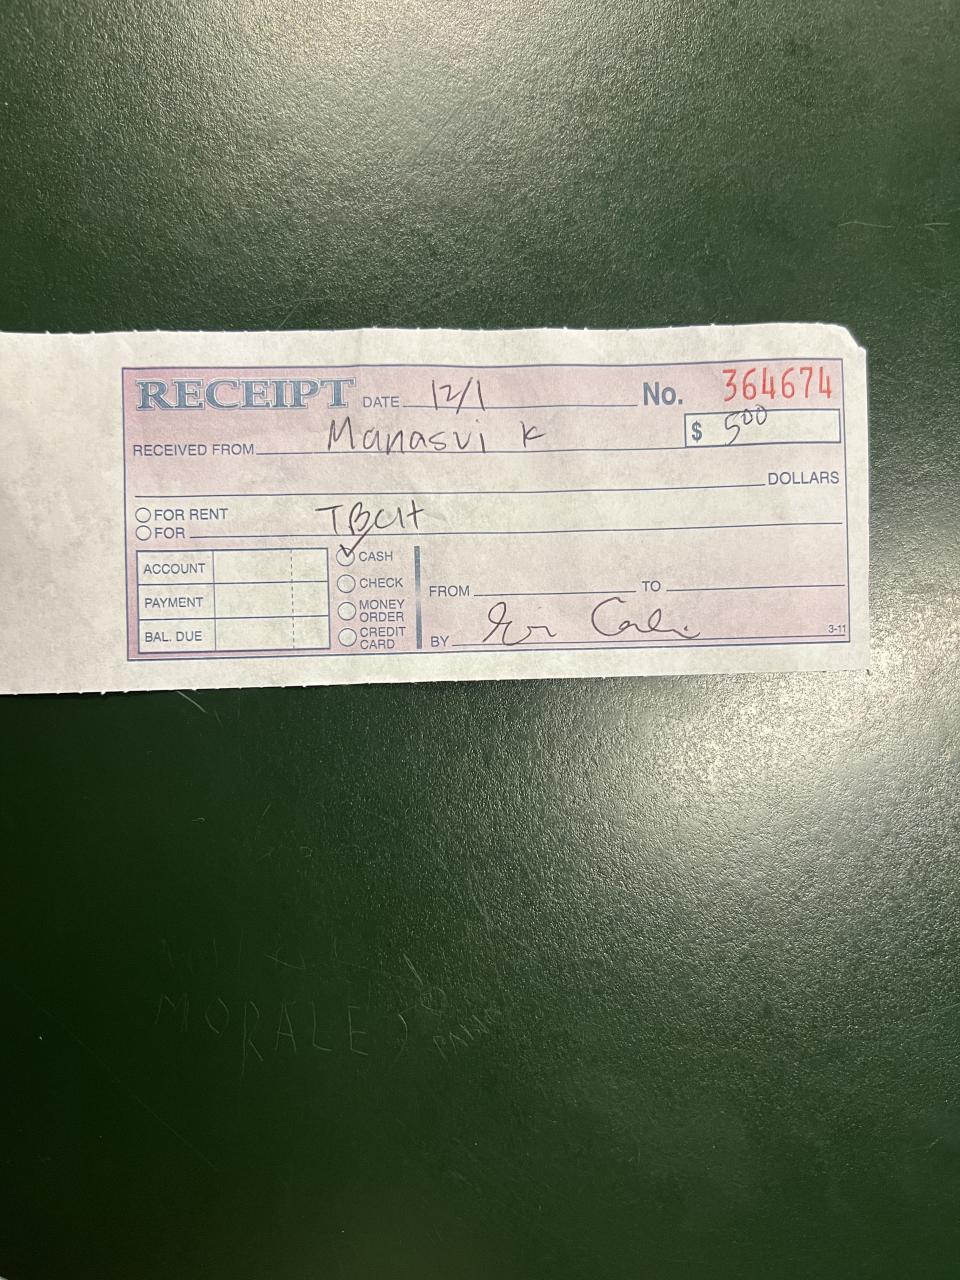 RECEIPT DATE 12/1 No. 364674
RECEIVED FROM Manasvi K $ 500
DOLLARS
FOR RENT
FOR TBCH
ACCOUNT
PAYMENT
BAL. DUE
CASH
CHECK
MONEY ORDER
CREDIT CARD
FROM TO
BY
3-11
MORALES